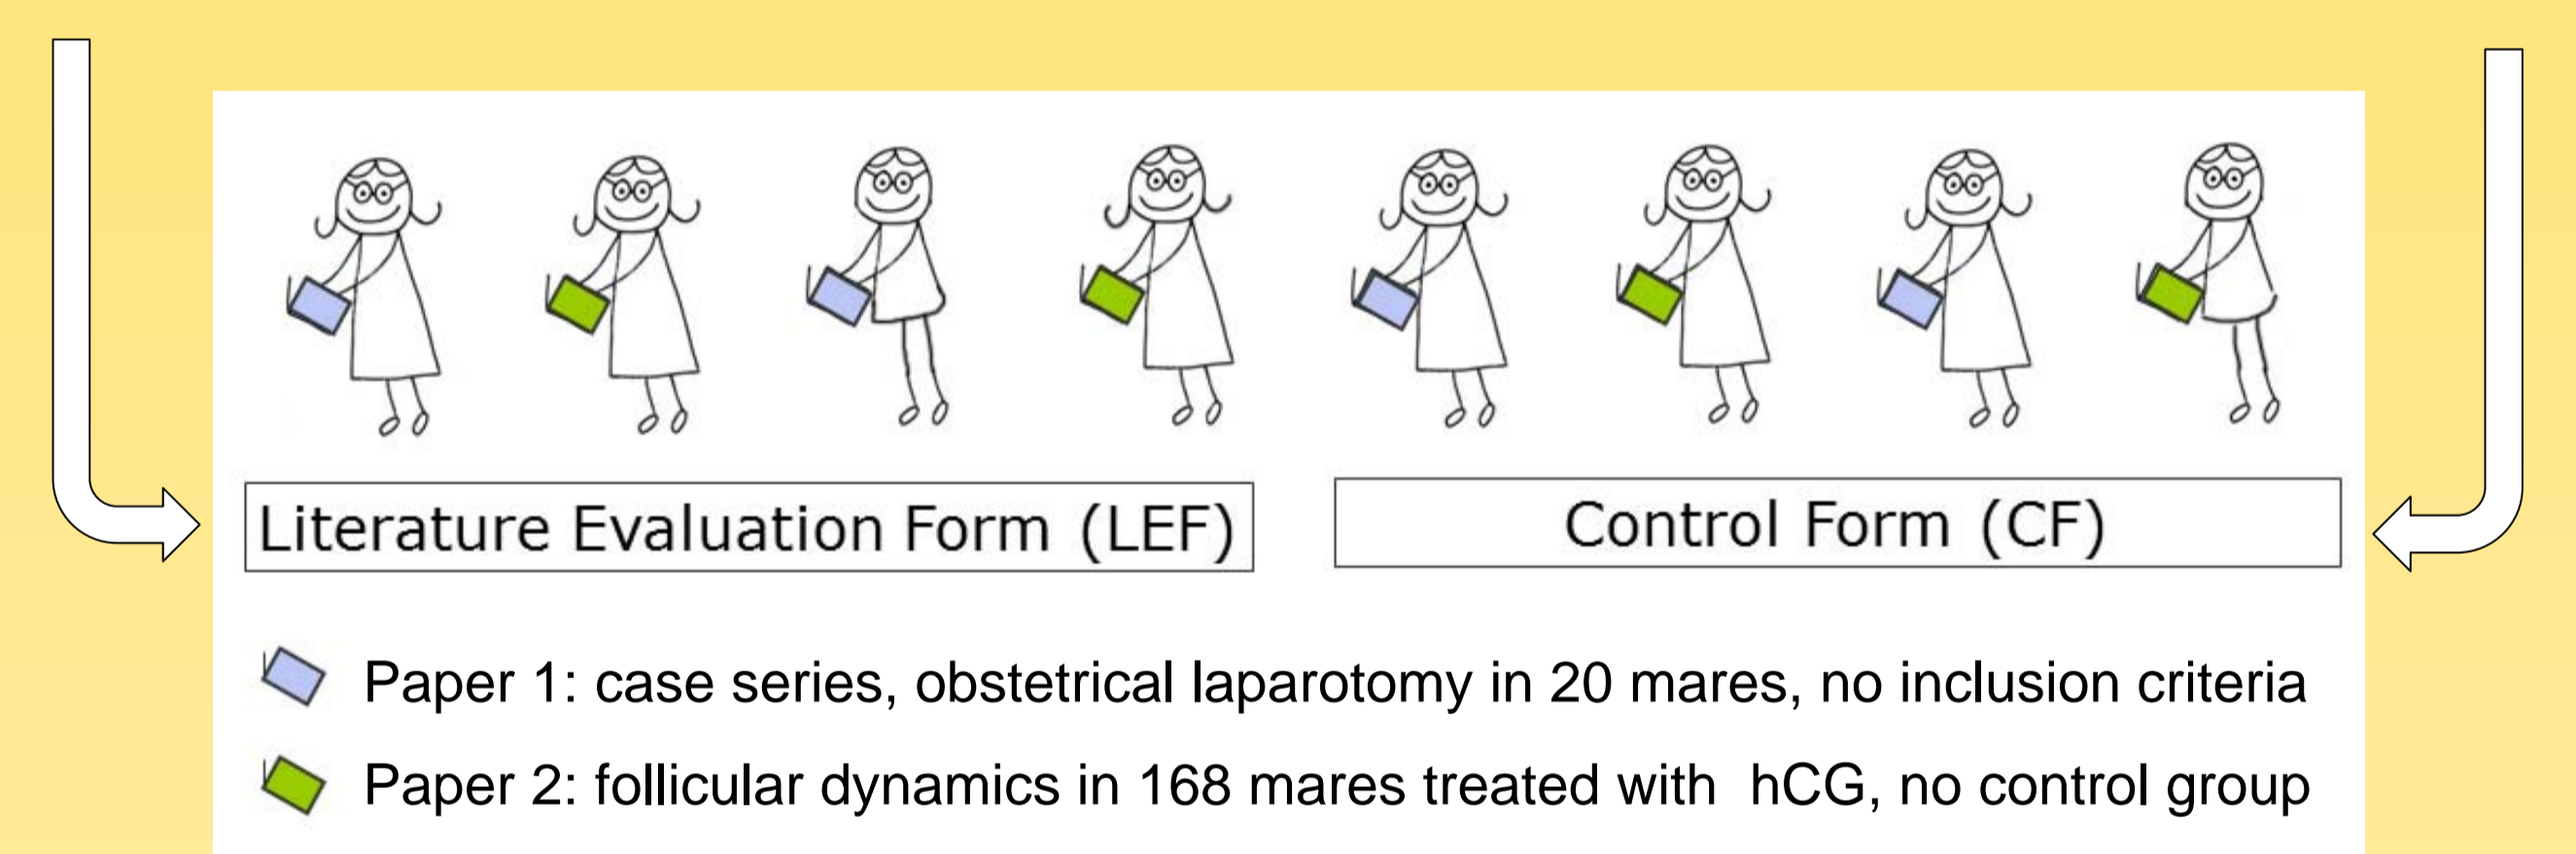 Literature Evaluation Form (LEF)
Control Form (CF)
Paper 1: case series, obstetrical laparotomy in 20 mares, no inclusion criteria
Paper 2: follicular dynamics in 168 mares treated with  hCG, no control group